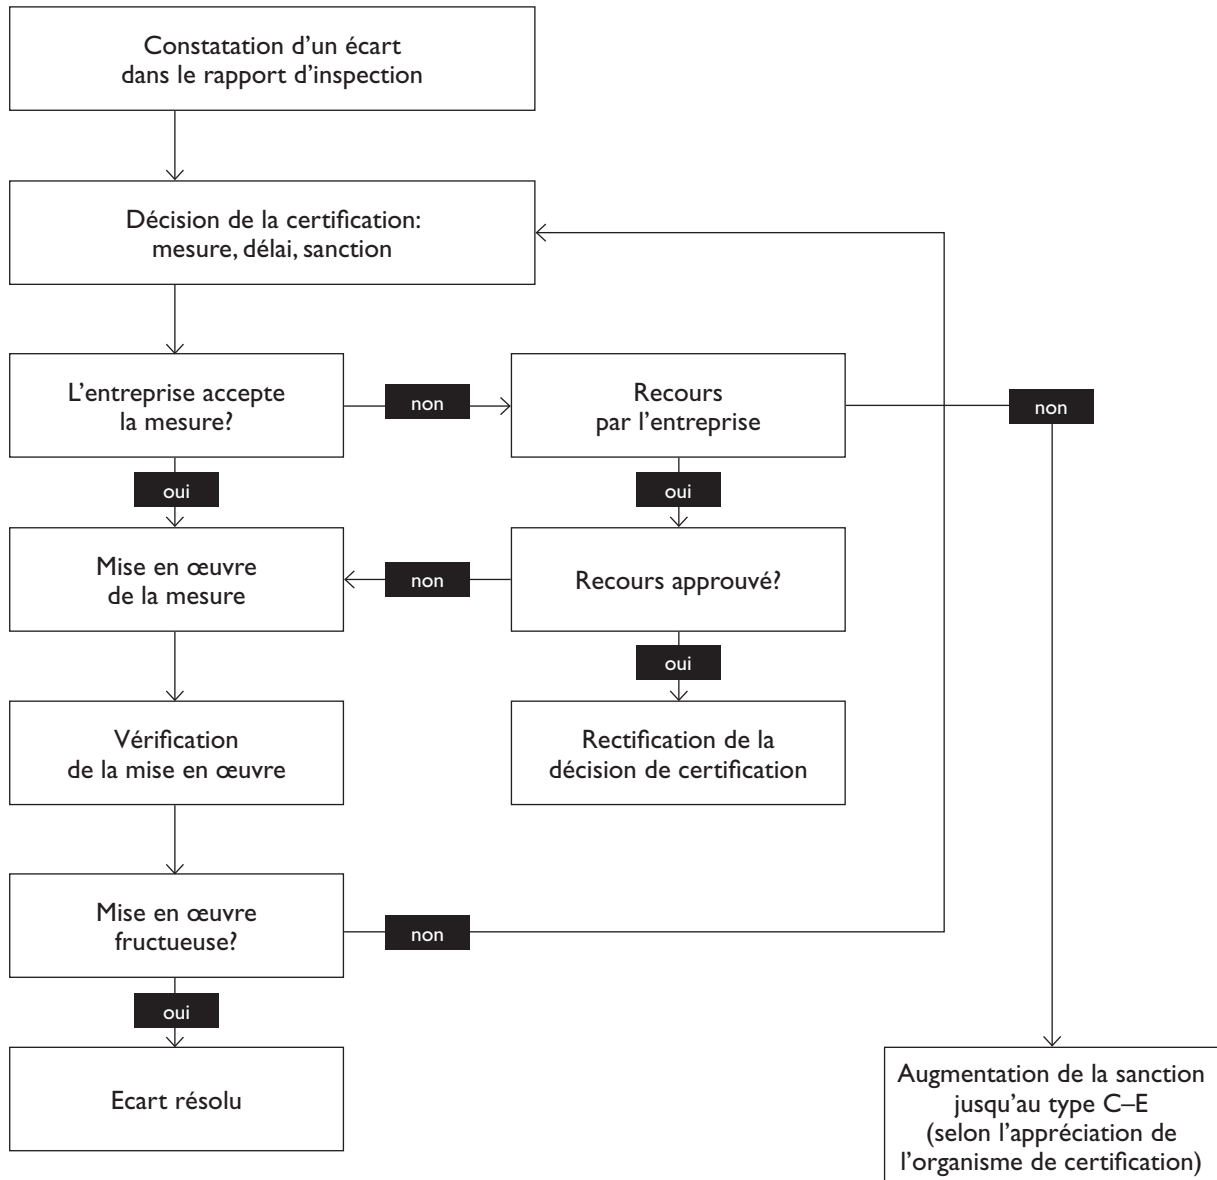 Constatation d'un écart
dans le rapport d'inspection
Décision de la certification:
mesure, délai, sanction
L'entreprise accepte
la mesure?
non
Recours
par l'entreprise
non
oui
oui
Mise en œuvre
de la mesure
non
Recours approuvé?
oui
Vérification
de la mise en œuvre
Rectification de la
décision de certification
Mise en œuvre
fructueuse?
non
oui
Ecart résolu
Augmentation de la sanction
jusqu'au type C–E
(selon l'appréciation de
l'organisme de certification)